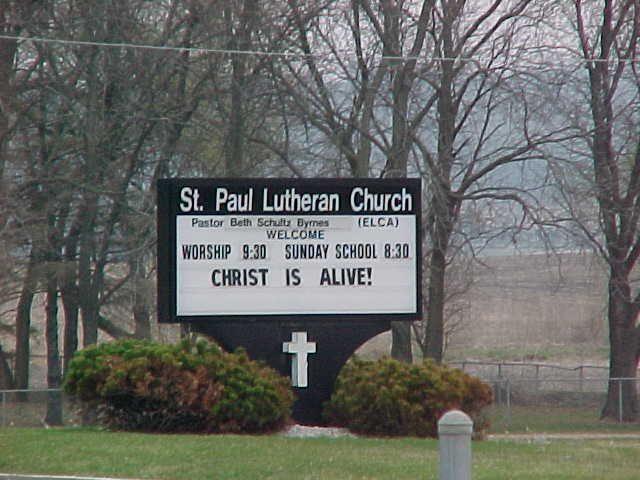 St. Paul Lutheran Church
Pastor Beth Schultz Byrnes (ELCA)
WELCOME
WORSHIP 9:30 SUNDAY SCHOOL 8:30
CHRIST IS ALIVE!